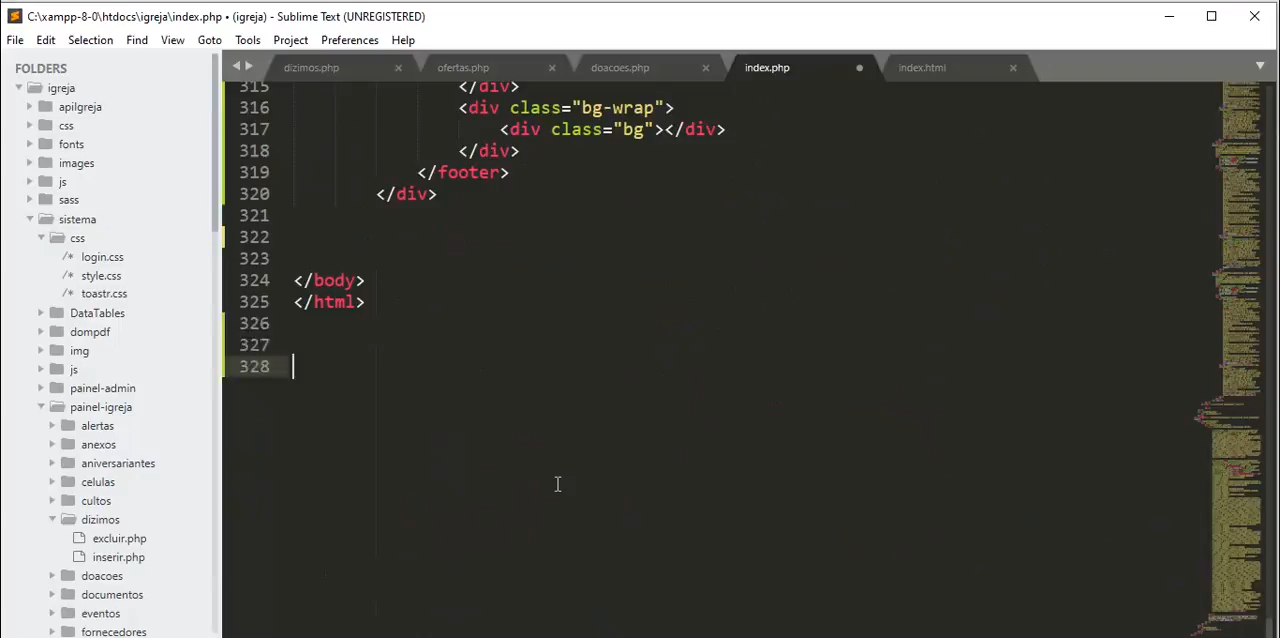 C:\xampp-8-0\htdocs\igreja\index.php • (igreja) - Sublime Text (UNREGISTERED)
File Edit Selection Find View Goto Tools Project Preferences Help
FOLDERS
igreja
apiIgreja
css
fonts
images
js
sass
sistema
css
/* login.css
/* style.css
/* toastr.css
DataTables
dompdf
img
js
painel-admin
painel-igreja
alertas
anexos
aniversariantes
celulas
cultos
dizimos
excluir.php
inserir.php
doacoes
documentos
eventos
fornecedores
dizimos.php × ofertas.php × doacoes.php × index.php • index.html ×
315 </div>
316 <div class="bg-wrap">
317 <div class="bg"></div>
318 </div>
319 </footer>
320 </div>
321
322
323
324 </body>
325 </html>
326
327
328